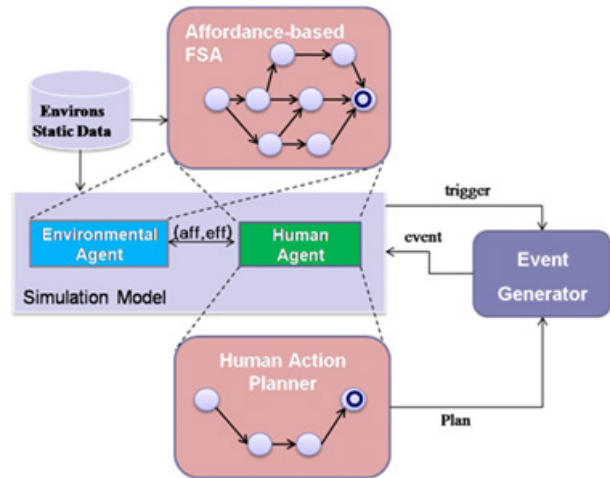 Affordance-based
FSA
Environs
Static Data
trigger
Environmental
Agent
(aff,eff)
Human
Agent
event
Event
Generator
Simulation Model
Human Action
Planner
Plan